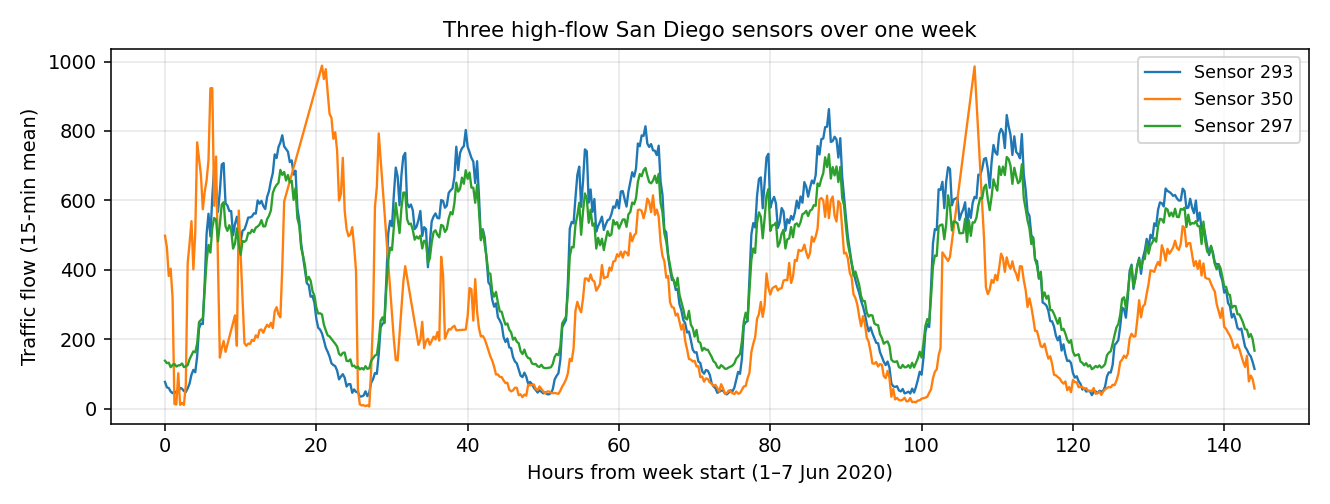 Three high-flow San Diego sensors over one week
Traffic flow (15-min mean)
1000
800
600
400
200
0
Sensor 293
Sensor 350
Sensor 297
0 20 40 60 80 100 120 140
Hours from week start (1–7 Jun 2020)